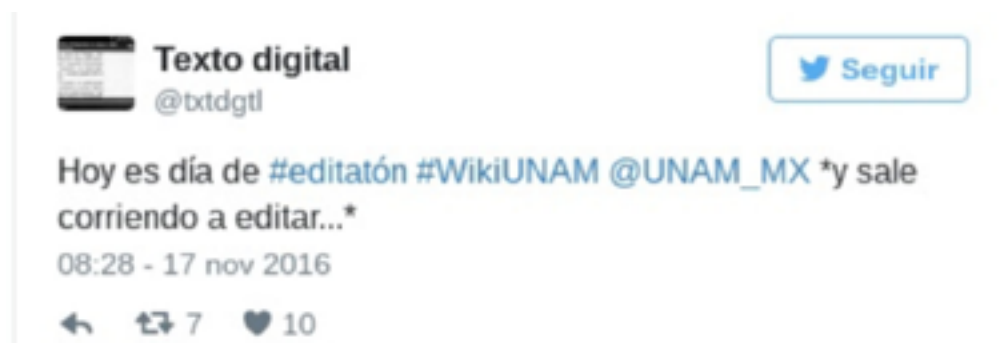 Texto digital
Seguir
@txtdgtl
Hoy es día de #editatón #WikiUNAM @UNAM_MX *y sale
corriendo a editar...*
08:28 - 17 nov 2016
7 10